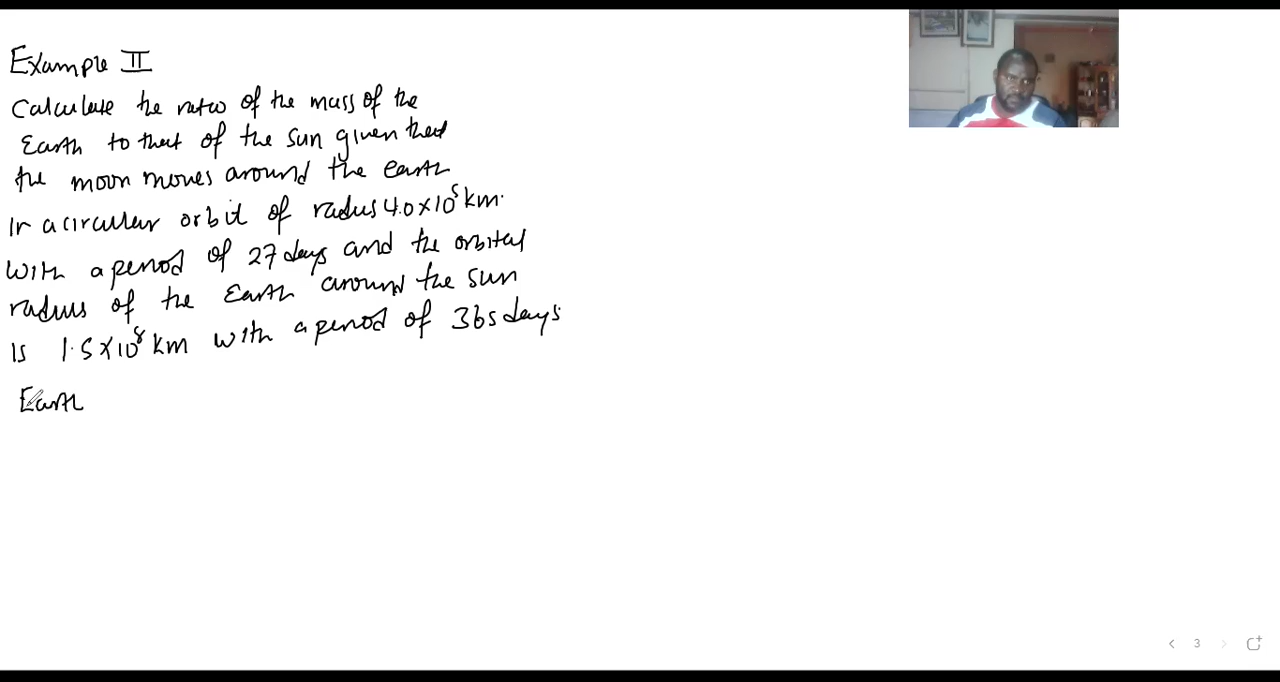 Example II
Calculate the ratio of the mass of the
Earth to that of the sun given that
the moon moves around the earth
In a circular orbit of radius 4.0×10⁵km.
With a period of 27 days and the orbital
radius of the Earth around the sun
Is 1.5×10⁸ km with a period of 365 days.
Earth
3